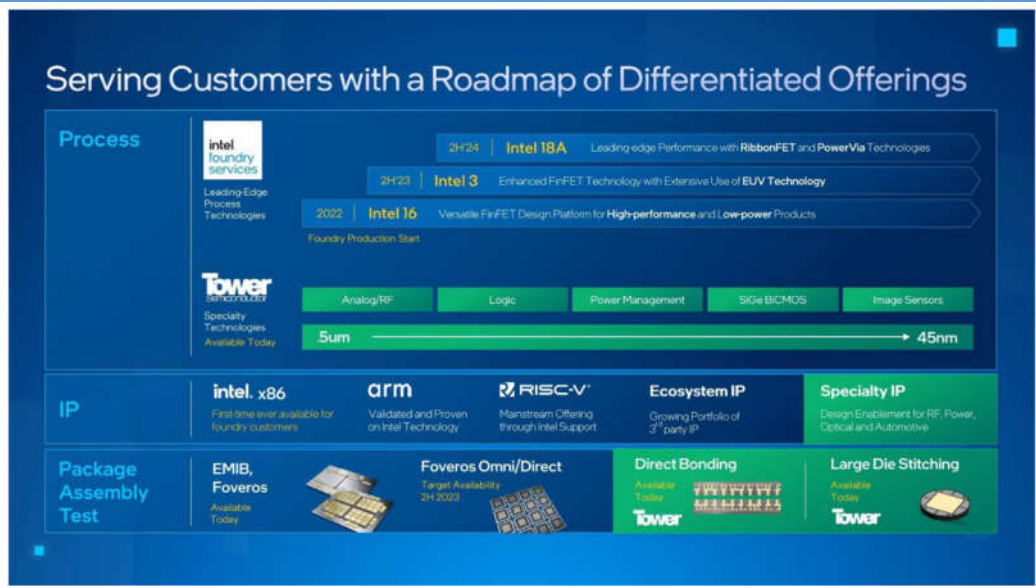 Serving Customers with a Roadmap of Differentiated Offerings
Process
intel
foundry
services
Leading-Edge
Process
Technologies
2H'24 Intel 18A Leading-edge Performance with RibbonFET and PowerVia Technologies
2H'23 Intel 3 Enhanced FinFET Technology with Extensive Use of EUV Technology
2022 Intel 16 Versatile FinFET Design Platform for High-performance and Low-power Products
Foundry Production Start
Tower
Semiconductor
Specialty
Technologies
Available Today
Analog/RF Logic Power Management SiGe BiCMOS Image Sensors
.5um 45nm
IP
intel. x86
First-time ever available for
foundry customers
arm
Validated and Proven
on Intel Technology
RISC-V®
Mainstream Offering
through Intel Support
Ecosystem IP
Growing Portfolio of
3rd party IP
Specialty IP
Design Enablement for RF, Power,
Optical and Automotive
Package
Assembly
Test
EMIB,
Foveros
Available
Today
Foveros Omni/Direct
Target Availability
2H 2023
Direct Bonding
Available
Today
Tower
Large Die Stitching
Available
Today
Tower